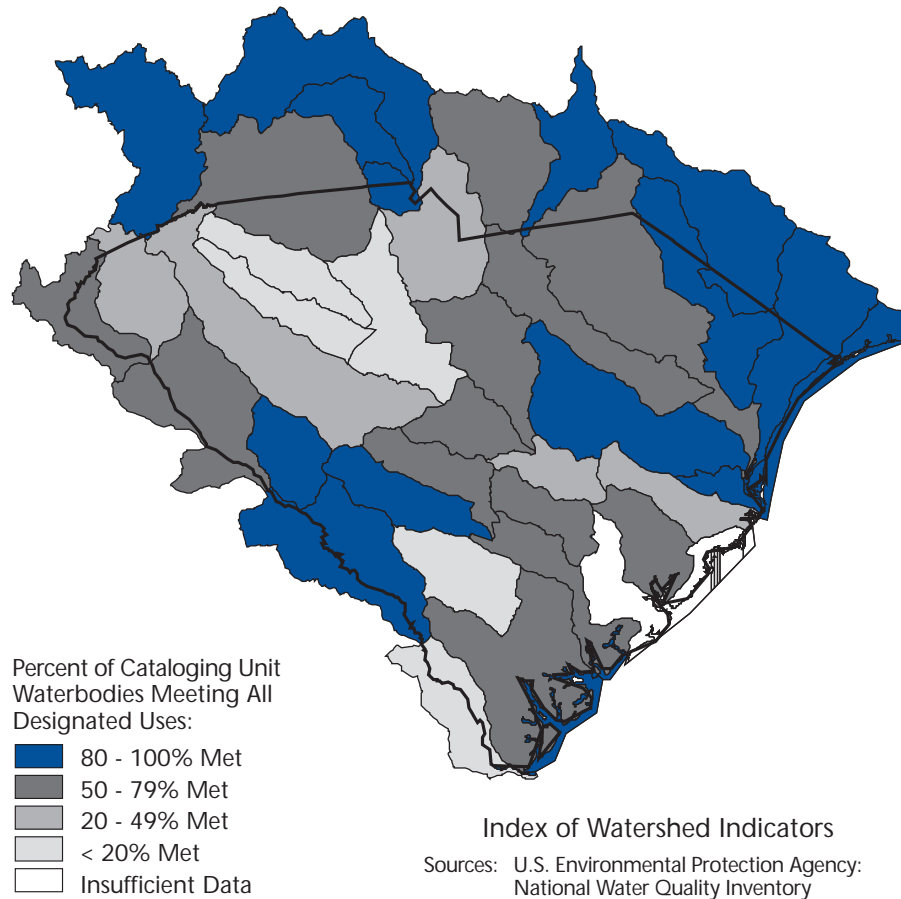 Percent of Cataloging Unit
Waterbodies Meeting All
Designated Uses:
80 - 100% Met
50 - 79% Met
20 - 49% Met
< 20% Met
Insufficient Data
Index of Watershed Indicators
Sources: U.S. Environmental Protection Agency:
National Water Quality Inventory